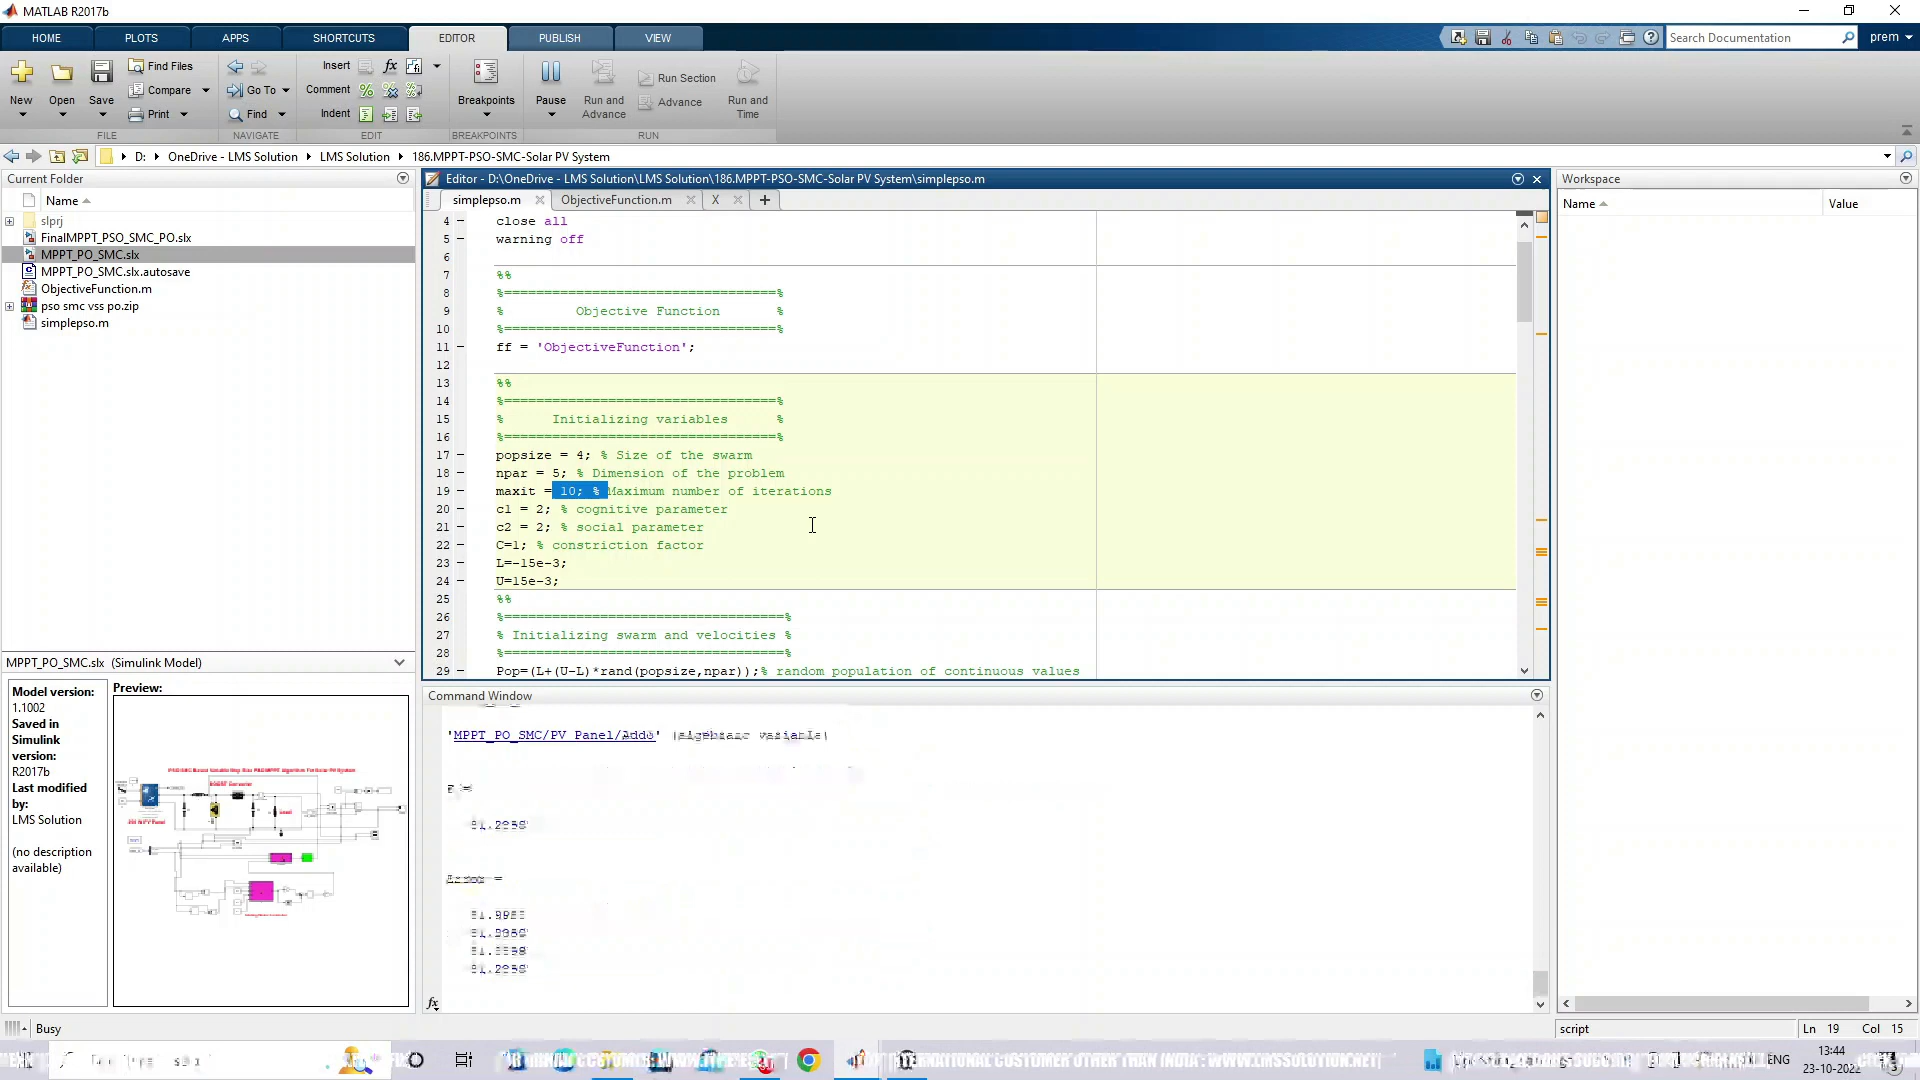 MATLAB R2017b
HOME PLOTS APPS SHORTCUTS EDITOR PUBLISH VIEW
Search Documentation prem
New Open Save
Find Files
Compare
Print
Go To
Find
Insert
Comment
Indent
Breakpoints
Pause
Run and Advance
Run Section
Advance
Run and Time
FILE NAVIGATE EDIT BREAKPOINTS RUN
D: OneDrive - LMS Solution LMS Solution 186.MPPT-PSO-SMC-Solar PV System
Current Folder
Name
slprj
FinalMPPT_PSO_SMC_PO.slx
MPPT_PO_SMC.slx
MPPT_PO_SMC.slx.autosave
ObjectiveFunction.m
pso smc vss po.zip
simplepso.m
MPPT_PO_SMC.slx (Simulink Model)
Model version:
1.1002
Saved in
Simulink
version:
R2017b
Last modified
by:
LMS Solution
(no description
available)
Preview:
Editor - D:\OneDrive - LMS Solution\LMS Solution\186.MPPT-PSO-SMC-Solar PV System\simplepso.m
simplepso.m ObjectiveFunction.m X
4 close all
5 warning off
6
7 %%
8 %==================================%
9 % Objective Function %
10 %==================================%
11 ff = 'ObjectiveFunction';
12
13 %%
14 %==================================%
15 % Initializing variables %
16 %==================================%
17 popsize = 4; % Size of the swarm
18 npar = 5; % Dimension of the problem
19 maxit = 10; % Maximum number of iterations
20 c1 = 2; % cognitive parameter
21 c2 = 2; % social parameter
22 C=1; % constriction factor
23 L=-15e-3;
24 U=15e-3;
25 %%
26 %===================================%
27 % Initializing swarm and velocities %
28 %===================================%
29 Pop=(L+(U-L)*rand(popsize,npar));% random population of continuous values
Command Window
'MPPT_PO_SMC/PV Panel/Add6'
fx
Workspace
Name Value
Busy
script Ln 19 Col 15
ENG
13:44
23-10-2022